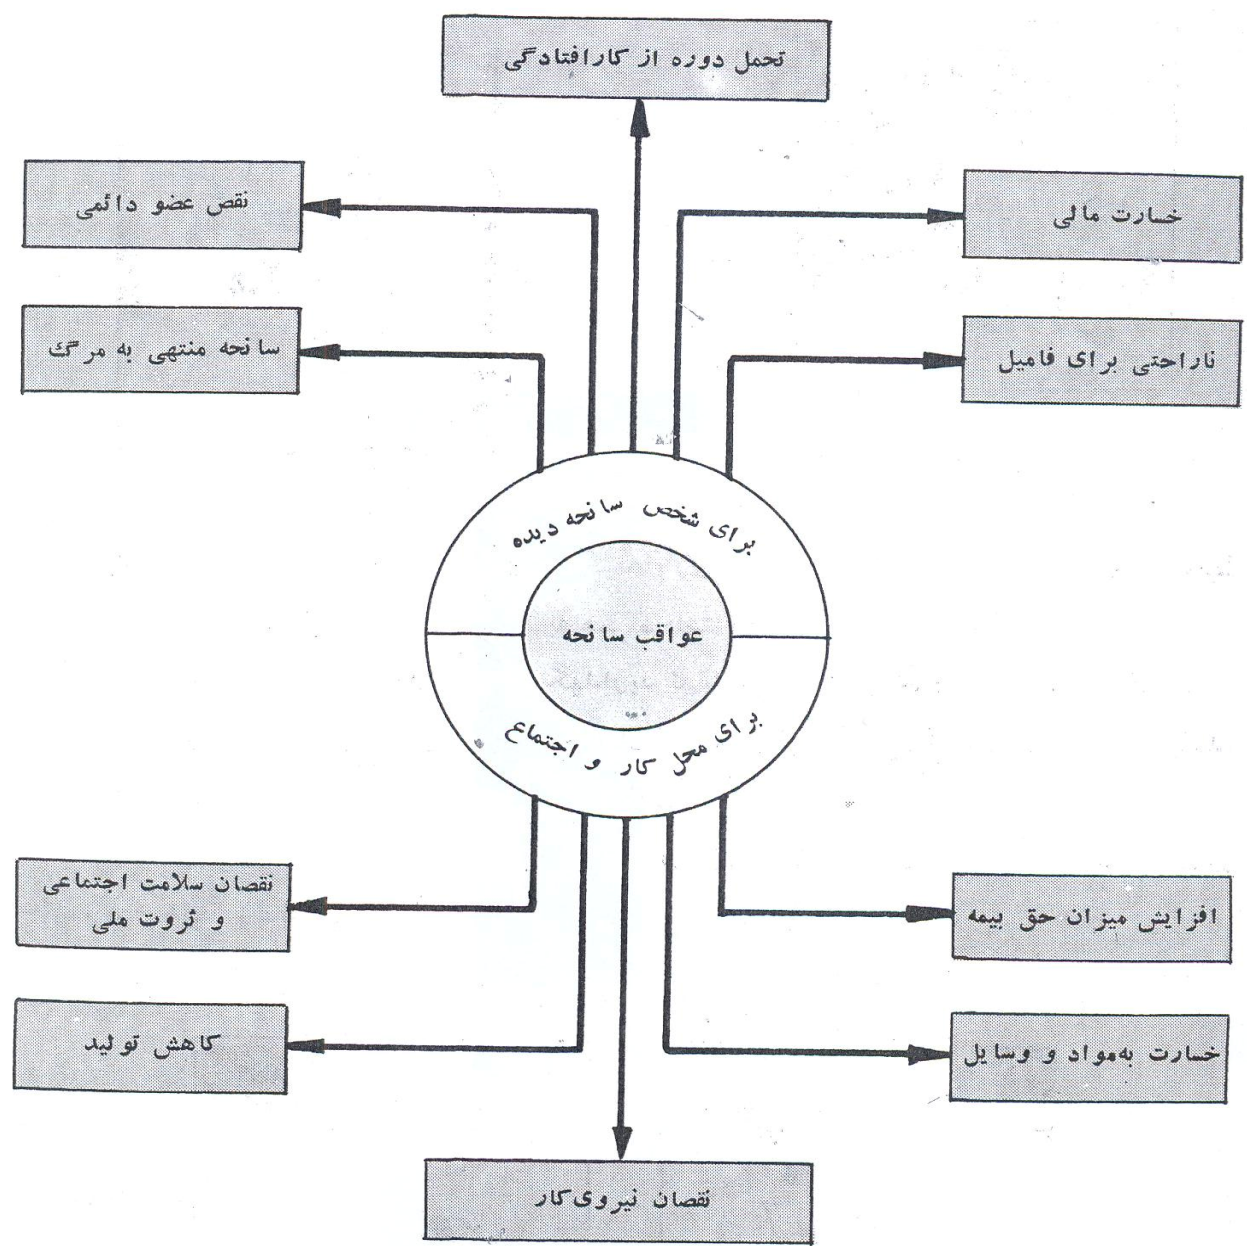 تحمل دوره از کارافتادگی
نقص عضو دائمی
خسارت مالی
سانحه منتهی به مرگ
ناراحتی برای فامیل
برای شخص سانحه دیده
عواقب سانحه
برای محل کار و اجتماع
نقصان سلامت اجتماعی
و ثروت ملی
افزایش میزان حق بیمه
کاهش تولید
خسارت به‌مواد و وسایل
نقصان نیروی‌کار